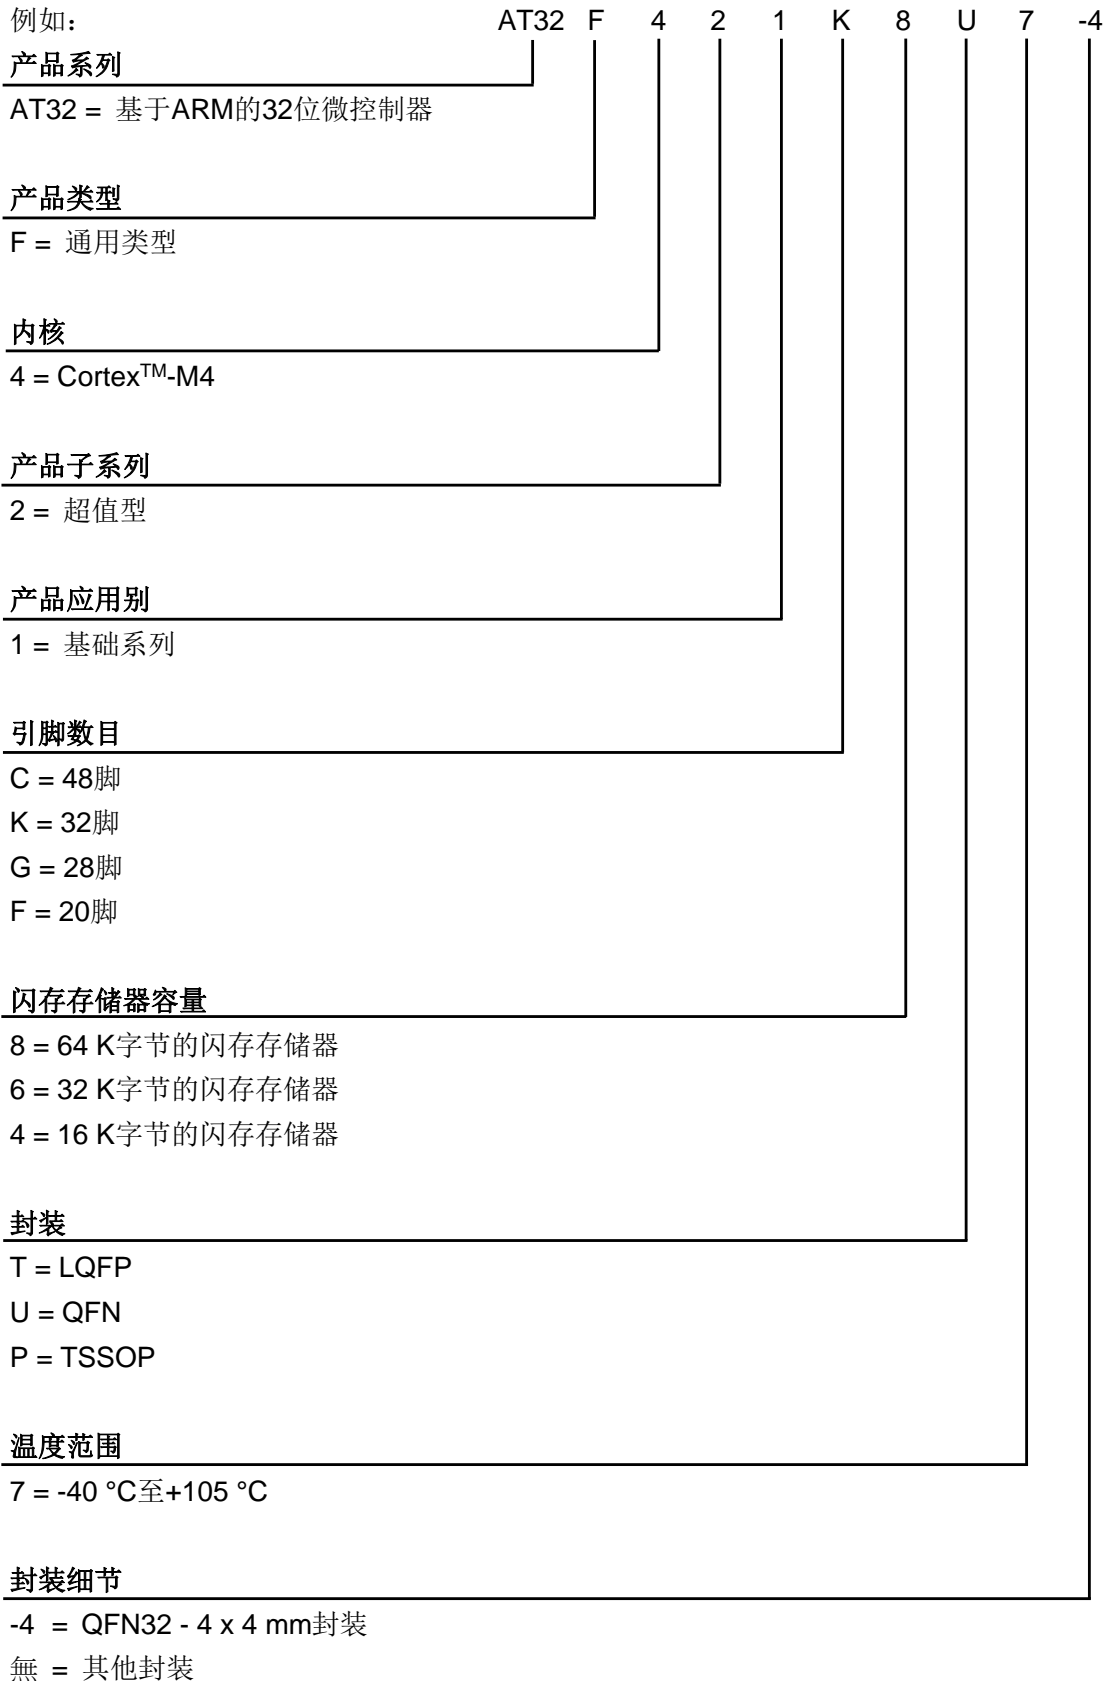 例如： AT32 F 4 2 1 K 8 U 7 -4
产品系列
AT32 = 基于ARM的32位微控制器
产品类型
F = 通用类型
内核
4 = Cortex™-M4
产品子系列
2 = 超值型
产品应用别
1 = 基础系列
引脚数目
C = 48脚
K = 32脚
G = 28脚
F = 20脚
闪存存储器容量
8 = 64 K字节的闪存存储器
6 = 32 K字节的闪存存储器
4 = 16 K字节的闪存存储器
封装
T = LQFP
U = QFN
P = TSSOP
温度范围
7 = -40 °C至+105 °C
封装细节
-4 = QFN32 - 4 x 4 mm封装
無 = 其他封装